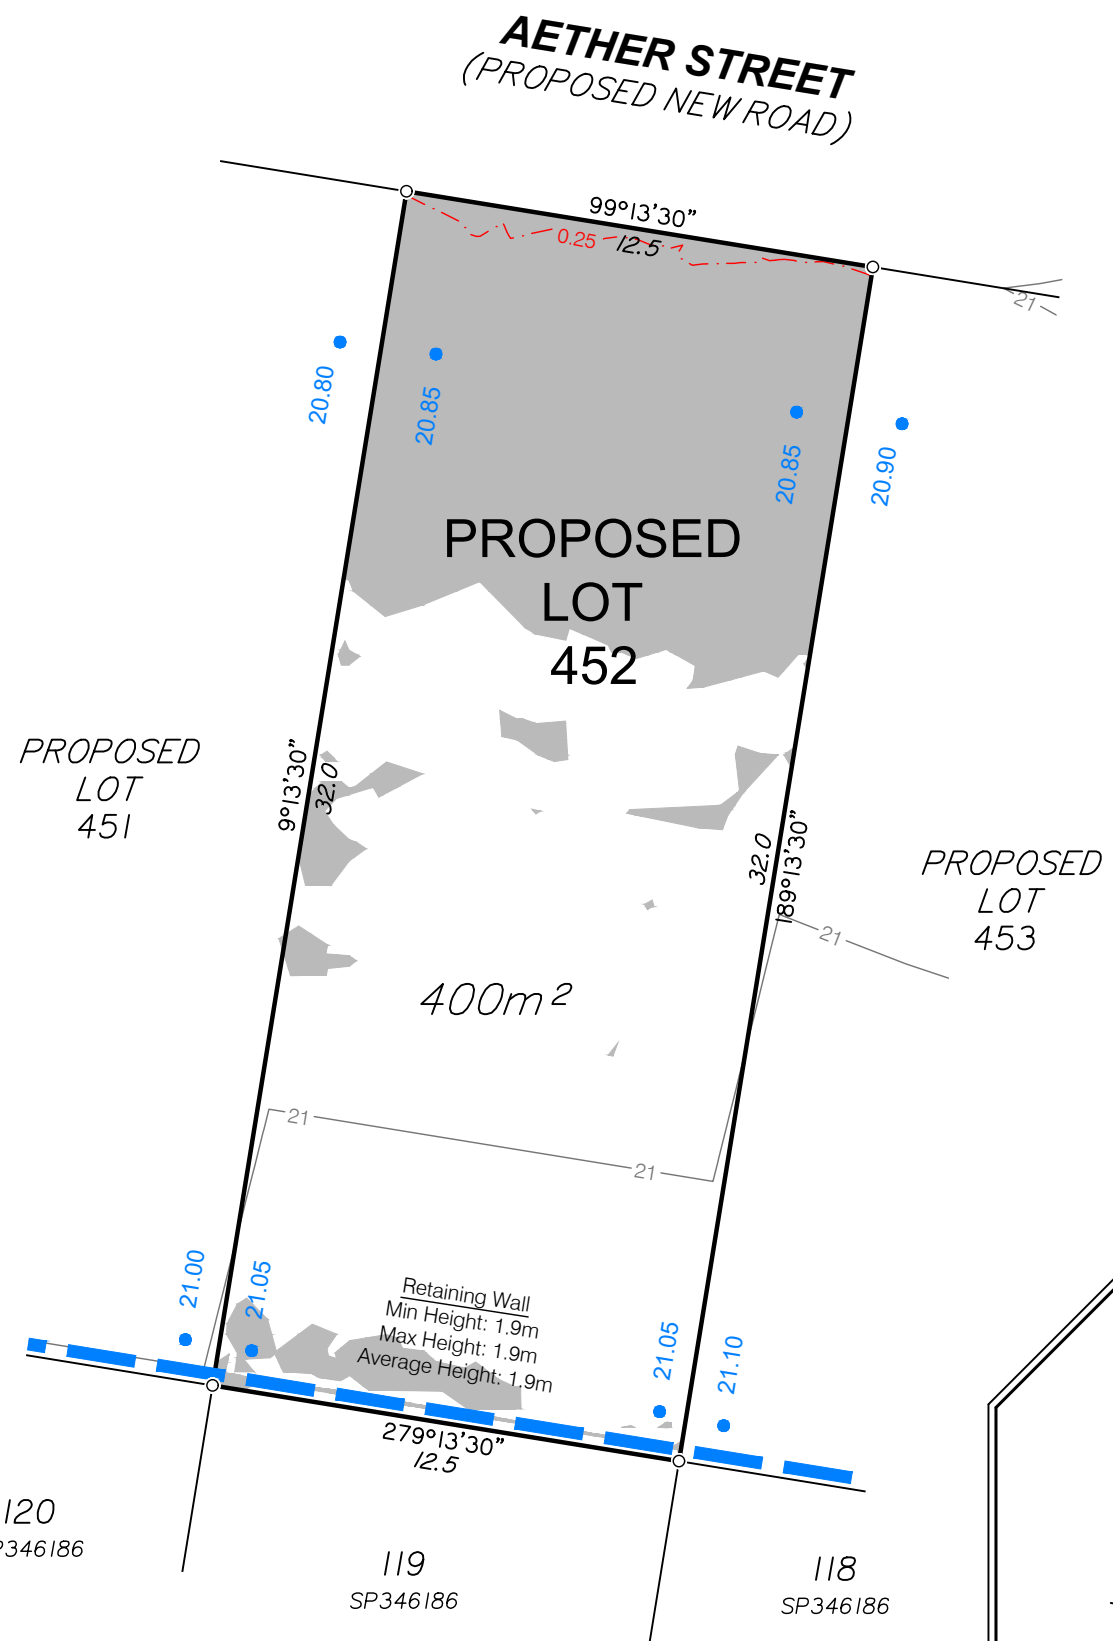 AETHER STREET
(PROPOSED NEW ROAD)
99°13'30"
0.25
12.5
21
20.80
20.85
20.85
20.90
PROPOSED
LOT
452
PROPOSED
LOT
451
9°13'30"
32.0
32.0
189°13'30"
PROPOSED
LOT
453
21
400m²
21
21
21.00
21.05
Retaining Wall
Min Height: 1.9m
Max Height: 1.9m
Average Height: 1.9m
21.05
21.10
279°13'30"
12.5
120
P346186
119
SP346186
118
SP346186